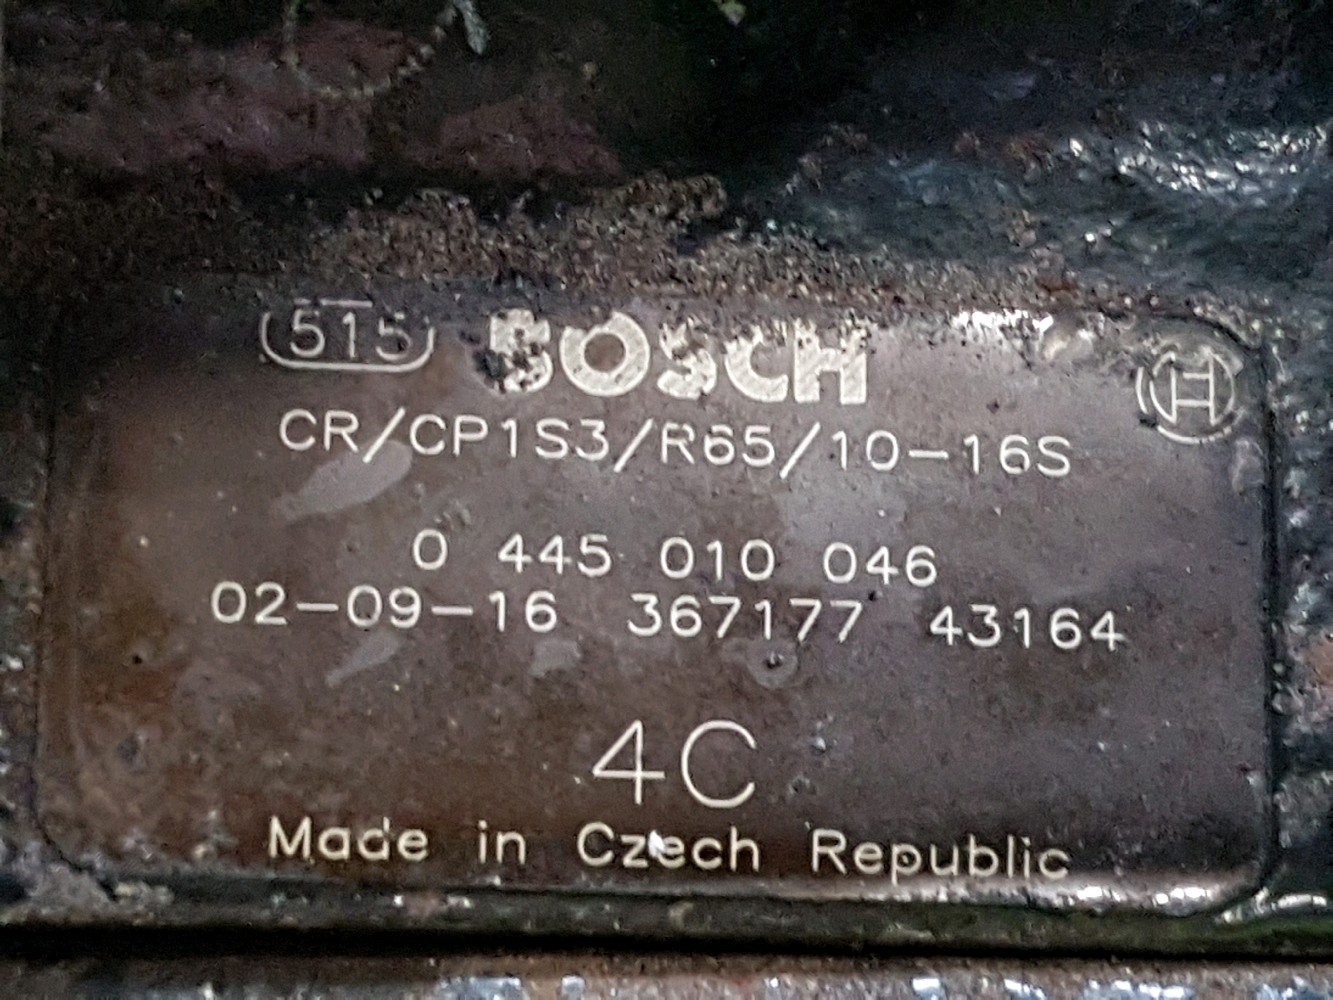 515 BOSCH
CR/CP1S3/R65/10-16S
0 445 010 046
02-09-16 367177 43164
4C
Made in Czech Republic